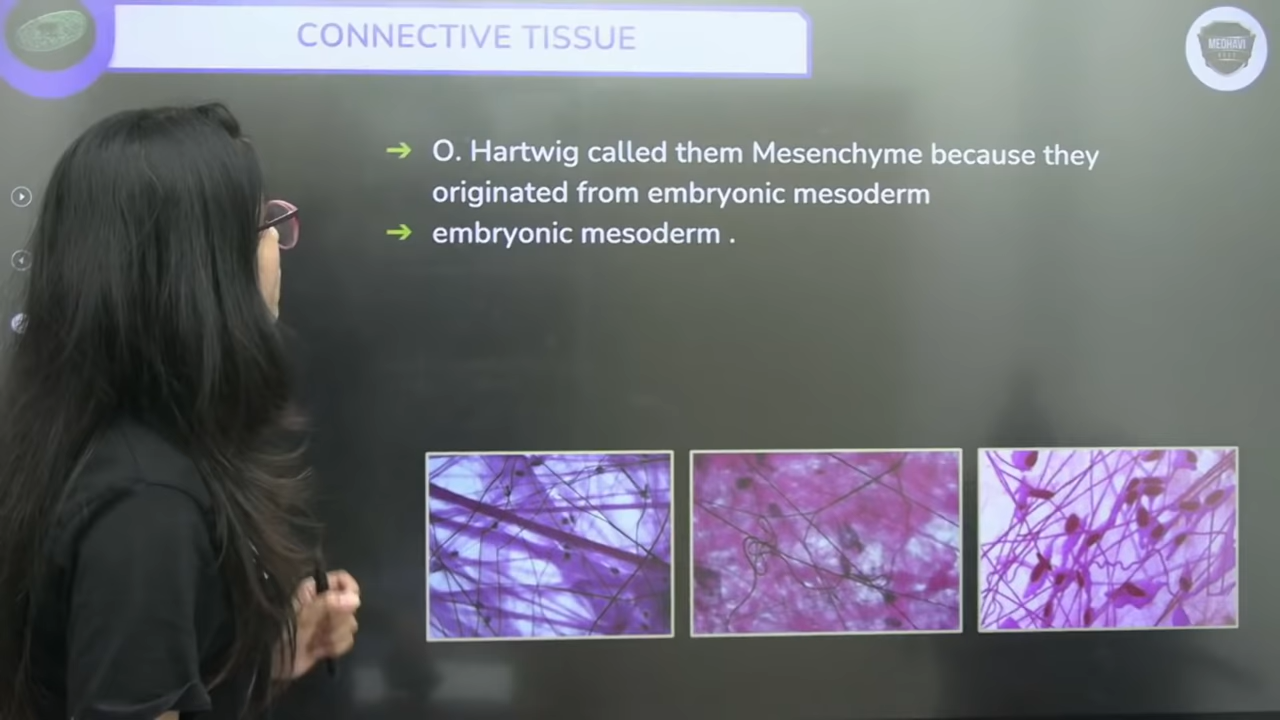 CONNECTIVE TISSUE
MEDHAVI
➔ O. Hartwig called them Mesenchyme because they
originated from embryonic mesoderm
➔ embryonic mesoderm .